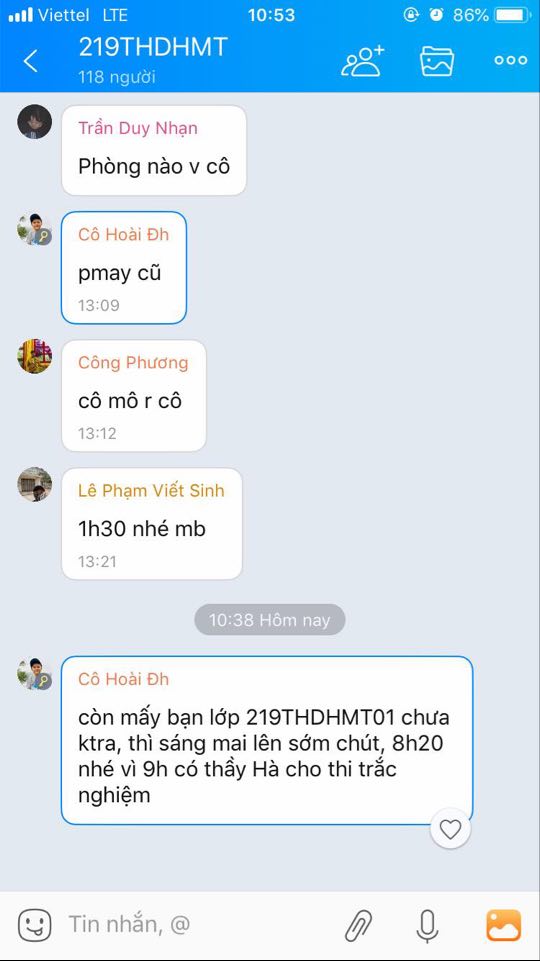 Viettel LTE 10:53 86%
219THDHMT
118 người
Trần Duy Nhạn
Phòng nào v cô
Cô Hoài Đh
pmay cũ
13:09
Công Phương
cô mô r cô
13:12
Lê Phạm Viết Sinh
1h30 nhé mb
13:21
10:38 Hôm nay
Cô Hoài Đh
còn mấy bạn lớp 219THDHMT01 chưa
ktra, thì sáng mai lên sớm chút, 8h20
nhé vì 9h có thầy Hà cho thi trắc
nghiệm
Tin nhắn, @